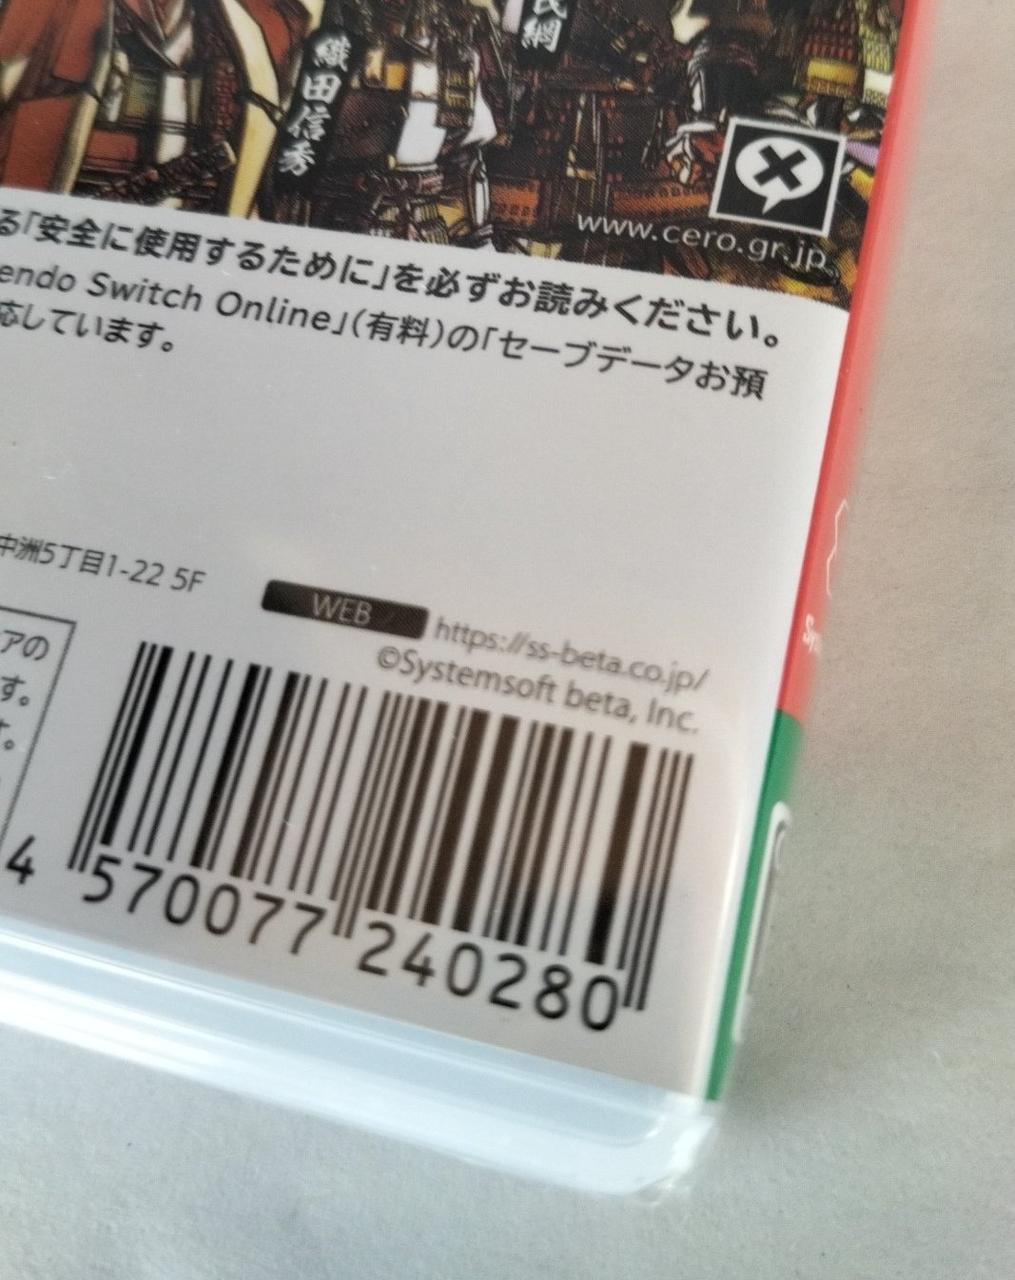 織田信秀
民綱
www.cero.gr.jp
る「安全に使用するために」を必ずお読みください。
endo Switch Online」(有料)の「セーブデータお預
応しています。
中洲5丁目1-22 5F
WEB https://ss-beta.co.jp/
©Systemsoft beta, Inc.
アの
す。
す。
4 570077 240280